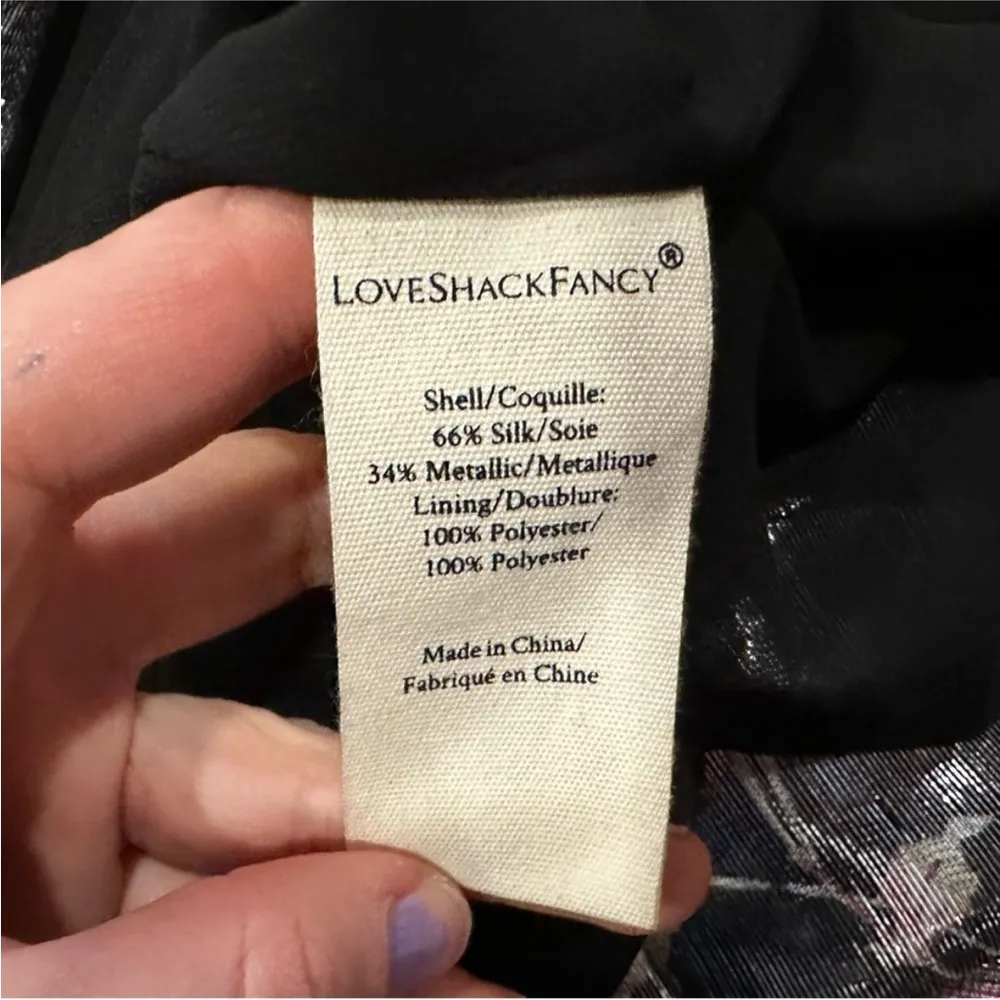 LOVESHACKFANCY®
Shell/Coquille:
66% Silk/Soie
34% Metallic/Metallique
Lining/Doublure:
100% Polyester/
100% Polyester
Made in China/
Fabriqué en Chine